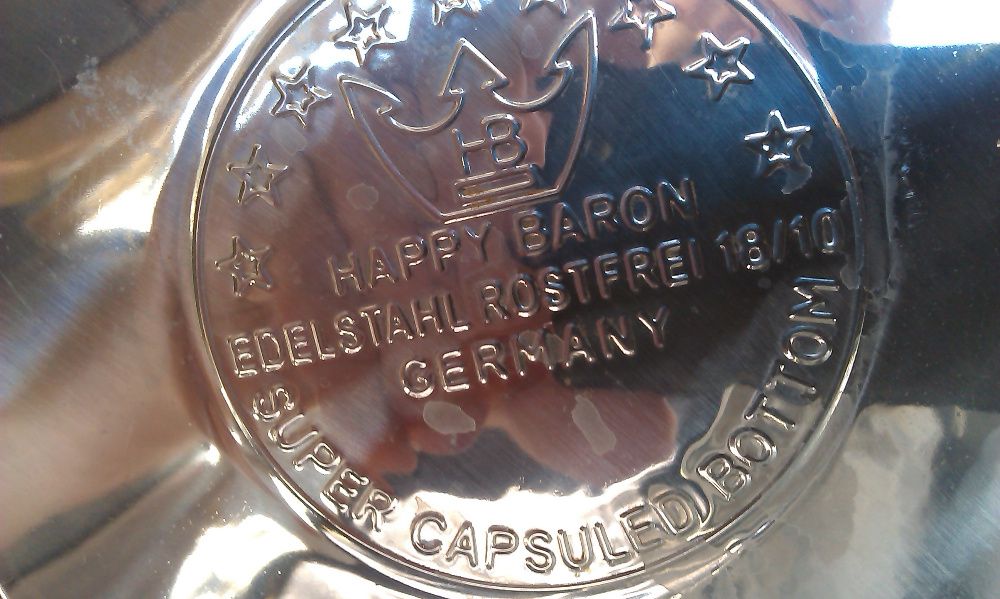 HB
HAPPY BARON
EDELSTAHL ROSTFREI 18/10
GERMANY
SUPER CAPSULED BOTTOM